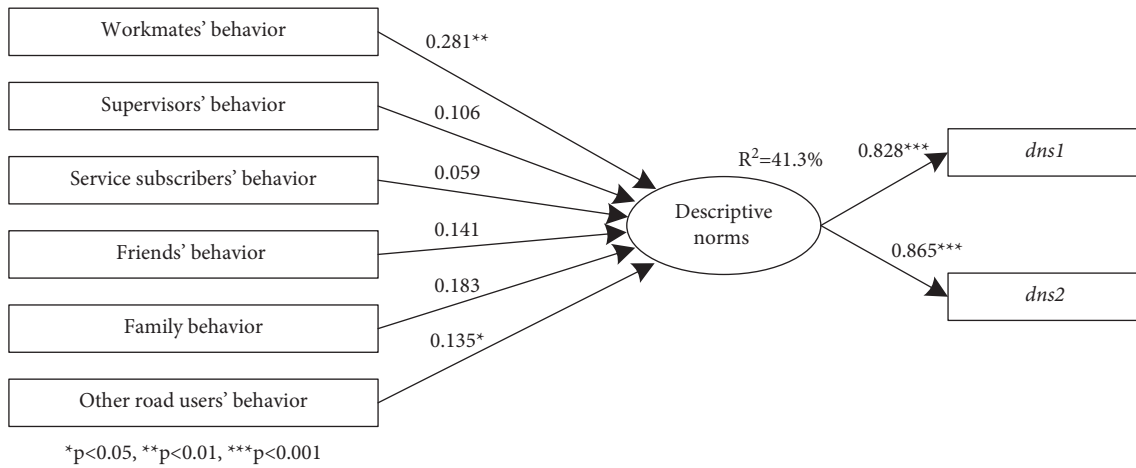 Workmates’ behavior
0.281**
Supervisors’ behavior
0.106
Service subscribers’ behavior
0.059
Friends’ behavior
0.141
Family behavior
0.183
Other road users’ behavior
0.135*
Descriptive
norms
R²=41.3%
0.828***
dns1
0.865***
dns2
*p<0.05, **p<0.01, ***p<0.001